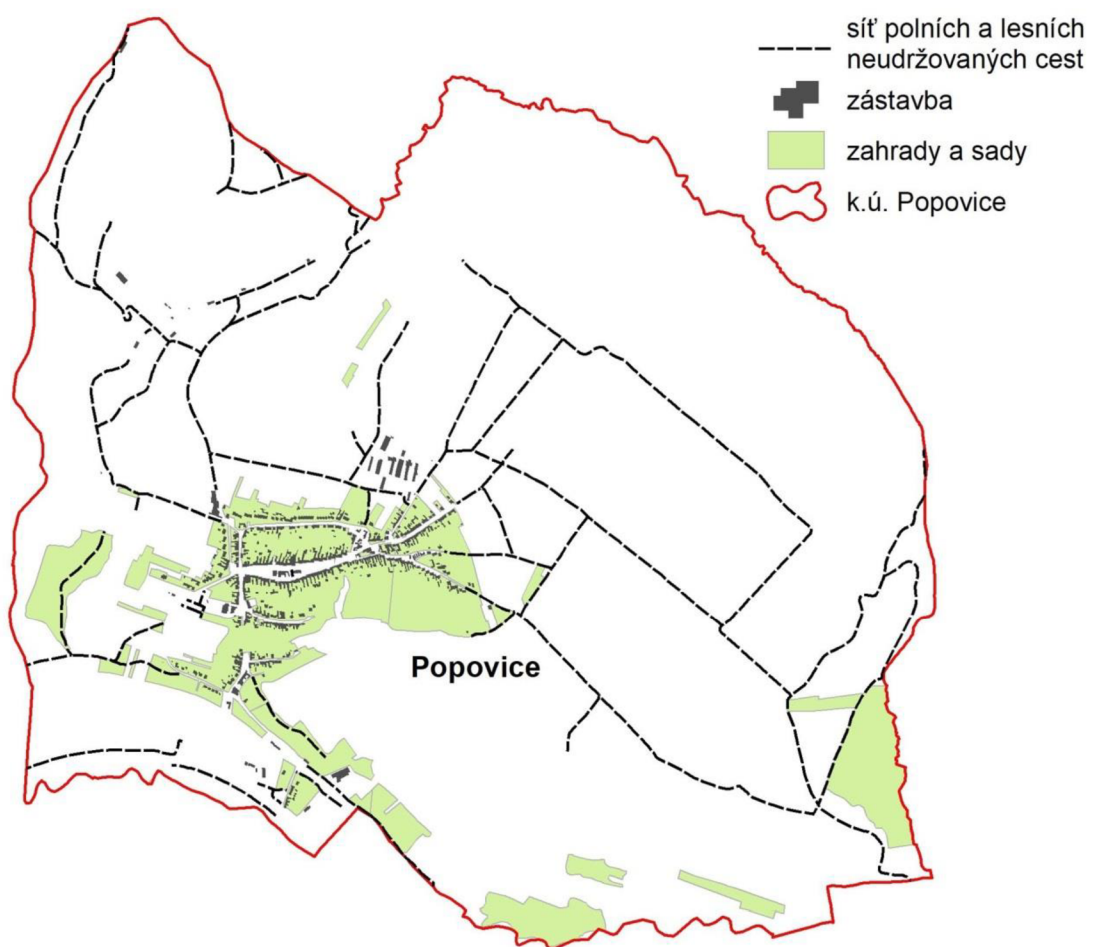 síť polních a lesních
neudržovaných cest
zástavba
zahrady a sady
k.ú. Popovice
Popovice